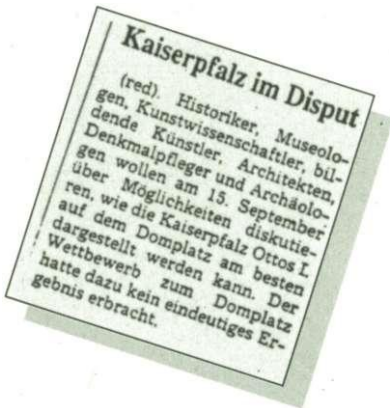 Kaiserpfalz im Disput
(red). Historiker, Museolo-
gen, Kunstwissenschaftler, bil-
dende Künstler, Architekten,
Denkmalpfleger und Archäolo-
gen wollen am 15. September
über Möglichkeiten diskutie-
ren, wie die Kaiserpfalz Ottos I.
auf dem Domplatz am besten
dargestellt werden kann. Der
Wettbewerb zum Domplatz
hatte dazu kein eindeutiges Er-
gebnis erbracht.